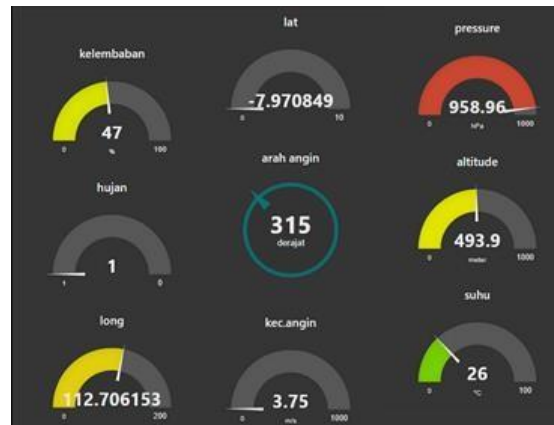 kelembaban
47
%
0 100
hujan
1
1 0
long
112.706153
0 200
lat
-7.970849
0 10
arah angin
315
derajat
kec.angin
3.75
m/s
0 1000
pressure
958.96
hPa
0 1000
altitude
493.9
meter
0 1000
suhu
26
°C
0 100